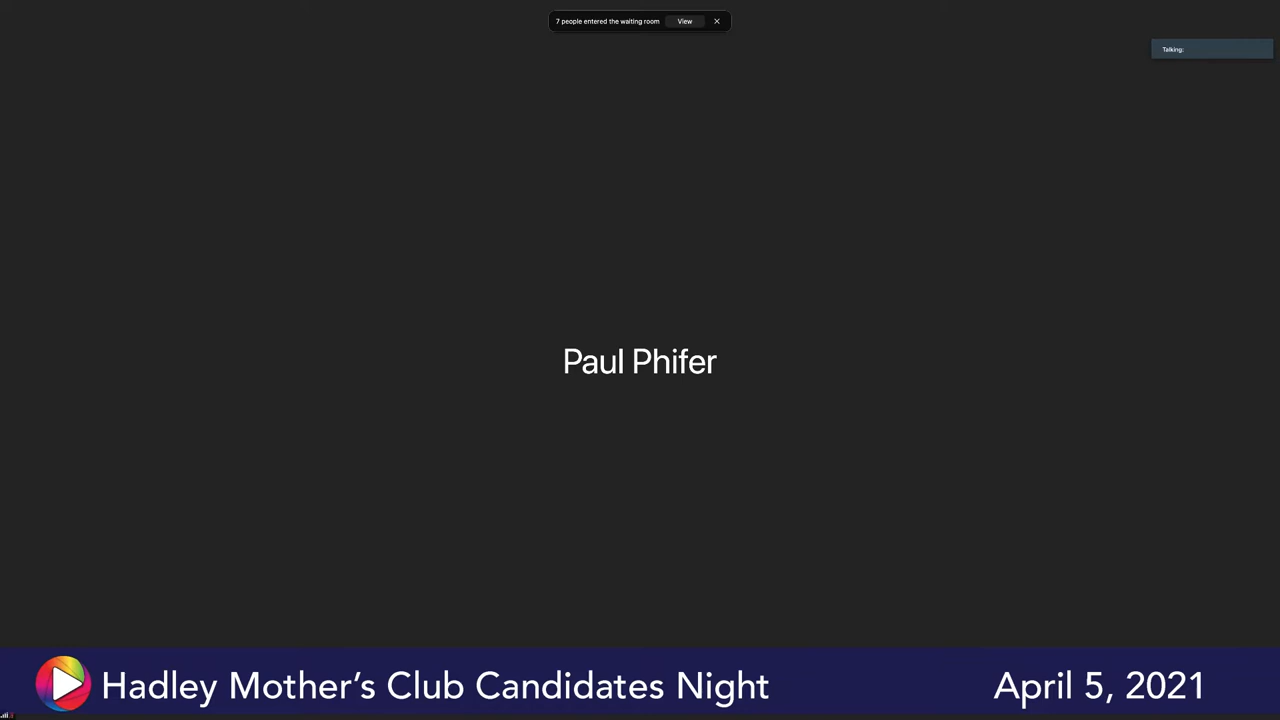 7 people entered the waiting room View
Talking:
Paul Phifer
Hadley Mother’s Club Candidates Night April 5, 2021